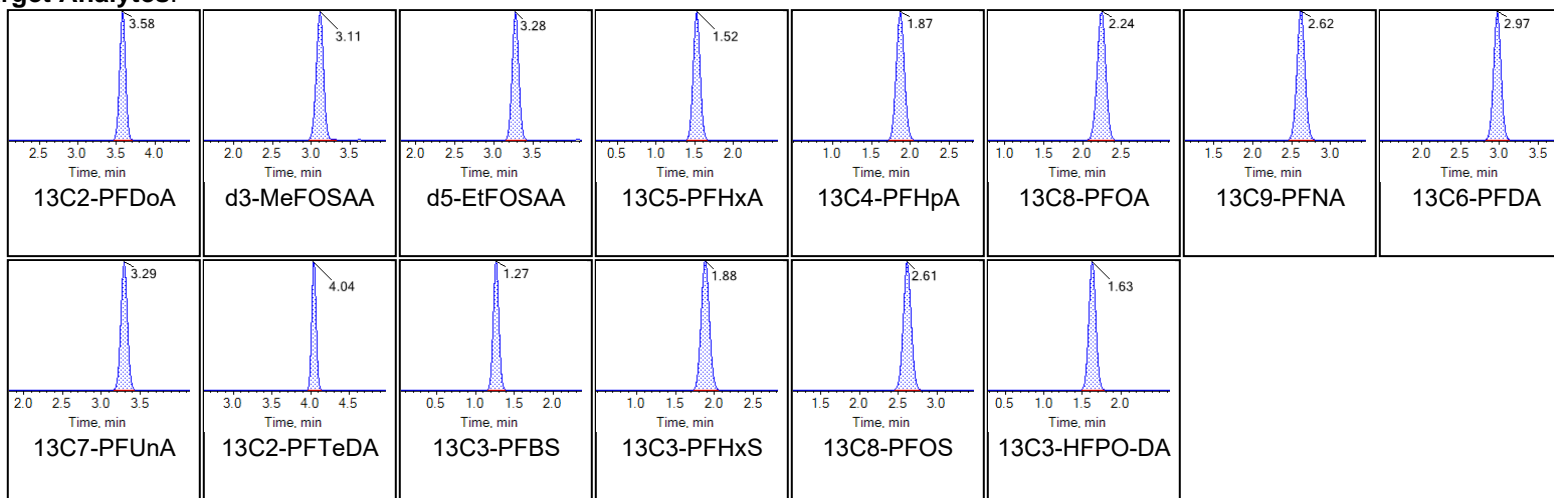 rget Analytes:
3.58 3.11 3.28 1.52 1.87 2.24 2.62 2.97
2.5 3.0 3.5 4.0 2.0 2.5 3.0 3.5 2.0 2.5 3.0 3.5 0.5 1.0 1.5 2.0 1.0 1.5 2.0 2.5 1.0 1.5 2.0 2.5 1.5 2.0 2.5 3.0 2.0 2.5 3.0 3.5
Time, min Time, min Time, min Time, min Time, min Time, min Time, min Time, min
13C2-PFDoA d3-MeFOSAA d5-EtFOSAA 13C5-PFHxA 13C4-PFHpA 13C8-PFOA 13C9-PFNA 13C6-PFDA
3.29 4.04 1.27 1.88 2.61 1.63
2.0 2.5 3.0 3.5 3.0 3.5 4.0 4.5 0.5 1.0 1.5 2.0 1.0 1.5 2.0 2.5 1.5 2.0 2.5 3.0 0.5 1.0 1.5 2.0
Time, min Time, min Time, min Time, min Time, min Time, min
13C7-PFUnA 13C2-PFTeDA 13C3-PFBS 13C3-PFHxS 13C8-PFOS 13C3-HFPO-DA